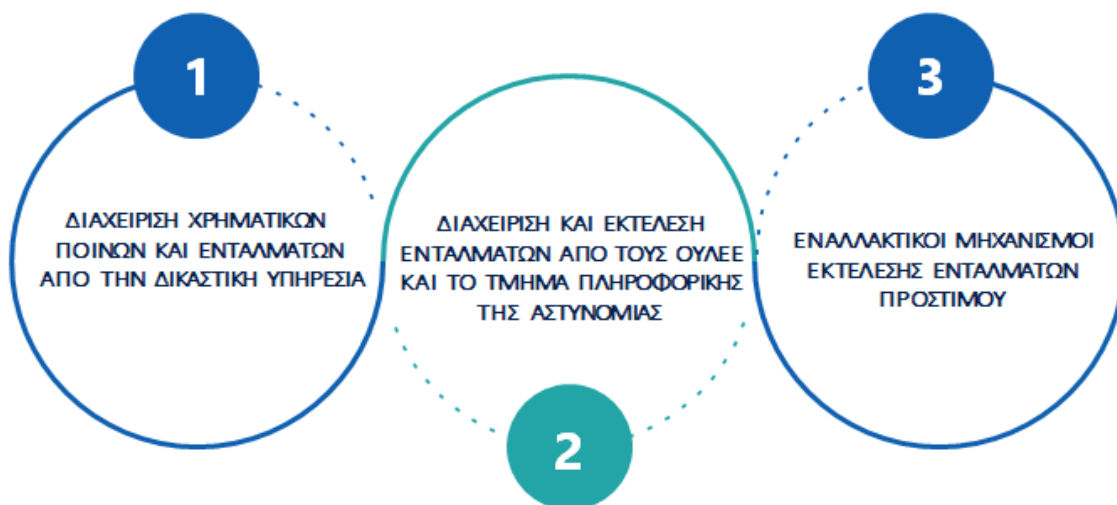 1
ΔΙΑΧΕΙΡΙΣΗ ΧΡΗΜΑΤΙΚΩΝ
ΠΟΙΝΩΝ ΚΑΙ ΕΝΤΑΛΜΑΤΩΝ
ΑΠΟ ΤΗΝ ΔΙΚΑΣΤΙΚΗ ΥΠΗΡΕΣΙΑ
2
ΔΙΑΧΕΙΡΙΣΗ ΚΑΙ ΕΚΤΕΛΕΣΗ
ΕΝΤΑΛΜΑΤΩΝ ΑΠΟ ΤΟΥΣ ΟΥΛΕΕ
ΚΑΙ ΤΟ ΤΜΗΜΑ ΠΛΗΡΟΦΟΡΙΚΗΣ
ΤΗΣ ΑΣΤΥΝΟΜΙΑΣ
3
ΕΝΑΛΛΑΚΤΙΚΟΙ ΜΗΧΑΝΙΣΜΟΙ
ΕΚΤΕΛΕΣΗΣ ΕΝΤΑΛΜΑΤΩΝ
ΠΡΟΣΤΙΜΟΥ